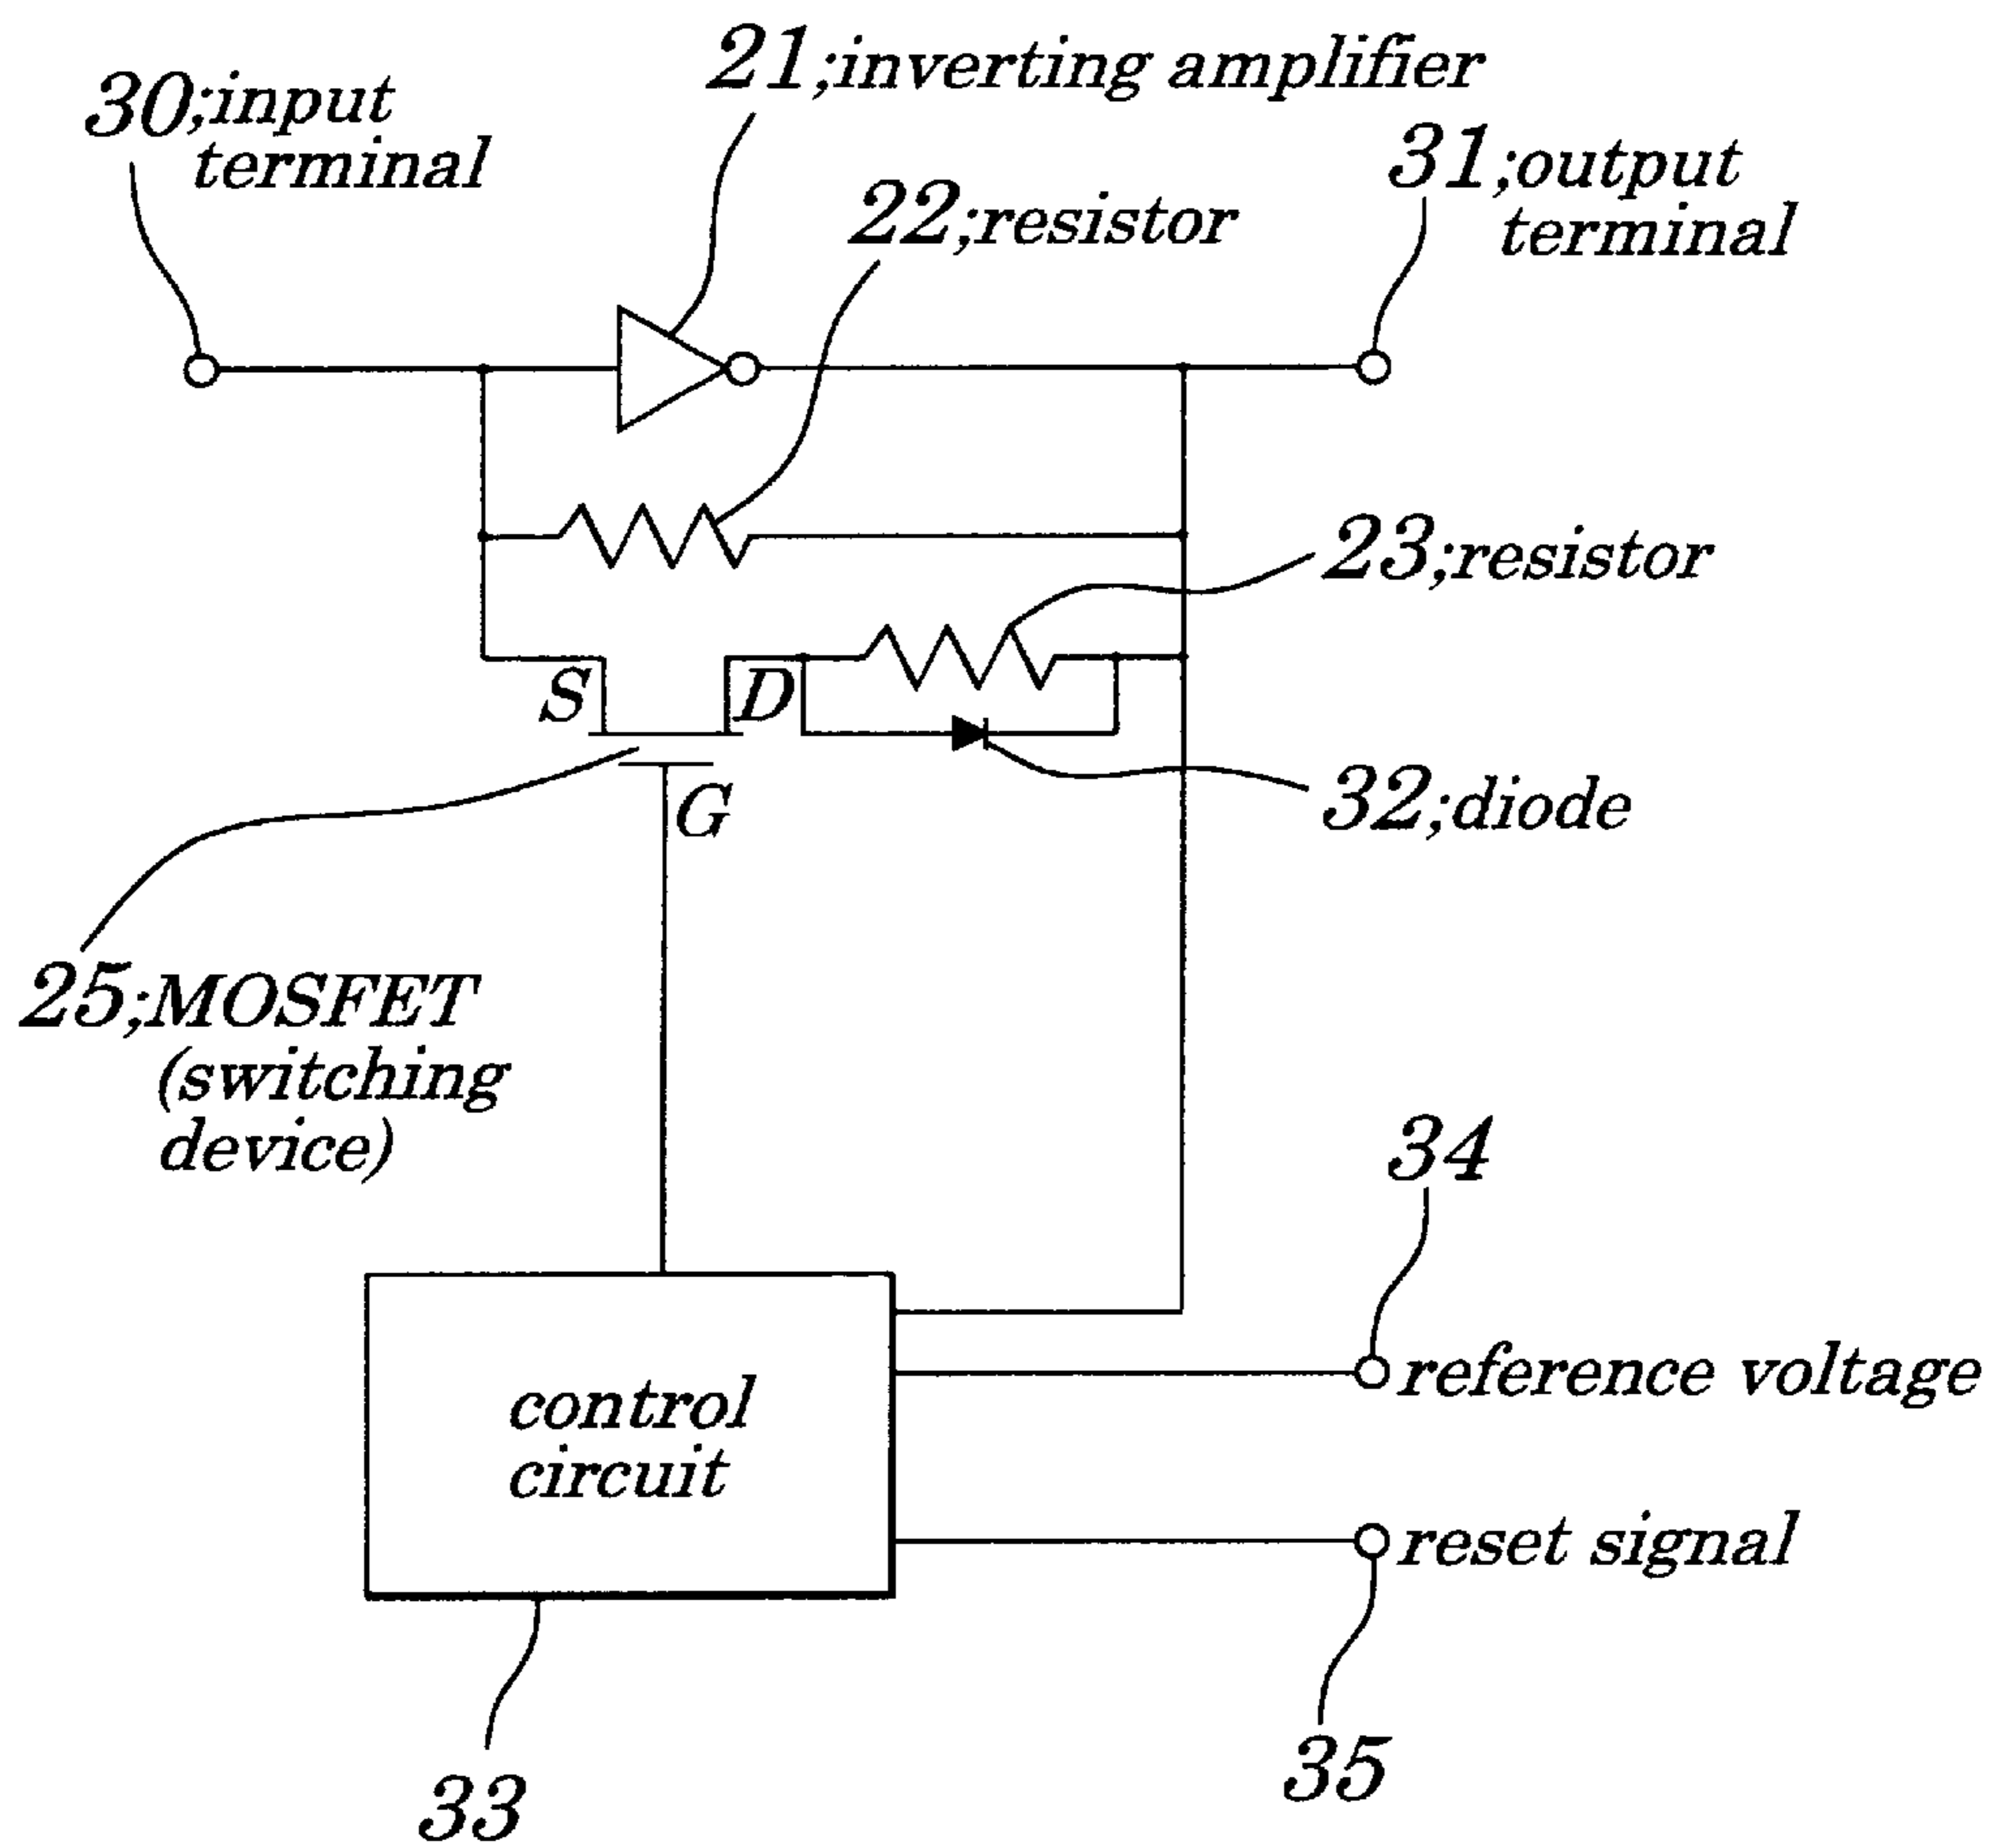 21;inverting amplifier
30;input
terminal
31;output
terminal
22;resistor
23;resistor
S
D
G
32;diode
25;MOSFET
(switching
device)
34
control
circuit
reference voltage
reset signal
33
35